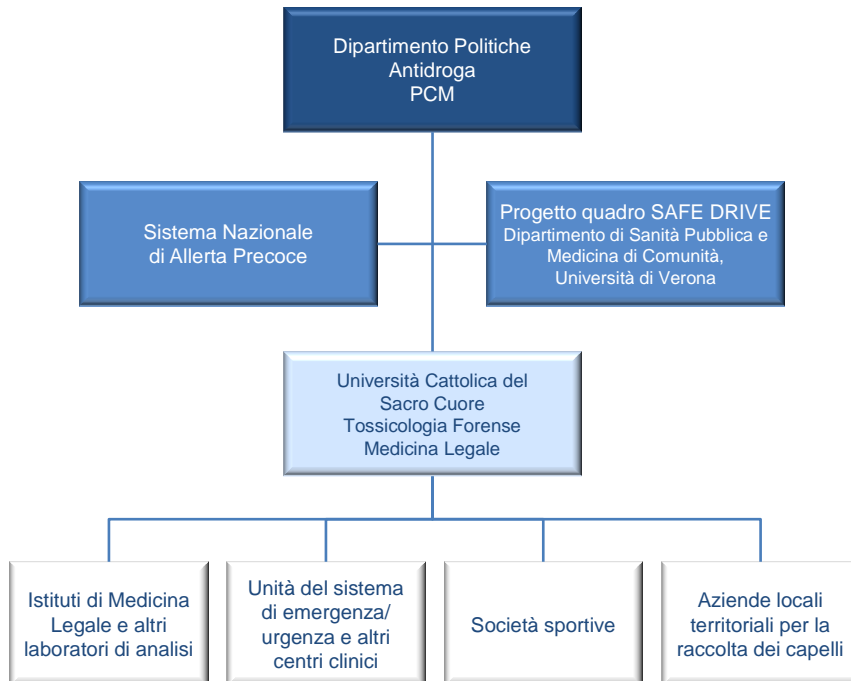 Dipartimento Politiche
Antidroga
PCM
Sistema Nazionale
di Allerta Precoce
Progetto quadro SAFE DRIVE
Dipartimento di Sanità Pubblica e
Medicina di Comunità,
Università di Verona
Università Cattolica del
Sacro Cuore
Tossicologia Forense
Medicina Legale
Istituti di Medicina
Legale e altri
laboratori di analisi
Unità del sistema
di emergenza/
urgenza e altri
centri clinici
Società sportive
Aziende locali
territoriali per la
raccolta dei capelli